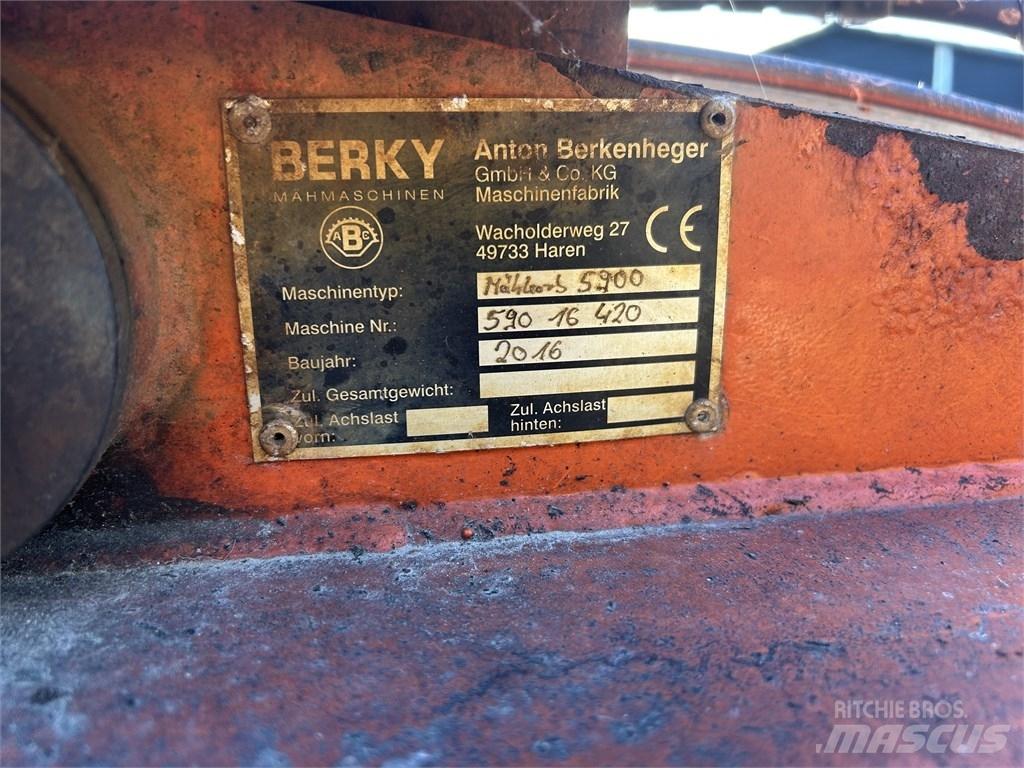 BERKY
MÄHMASCHINEN
ABC
Anton Berkenheger
GmbH & Co. KG
Maschinenfabrik
Wacholderweg 27
49733 Haren
CE
Maschinentyp: Mähkorb 5900
Maschine Nr.: 590 16 420
Baujahr: 2016
Zul. Gesamtgewicht:
Zul. Achslast
vorn:
Zul. Achslast
hinten:
RITCHIE BROS.
MASCUS